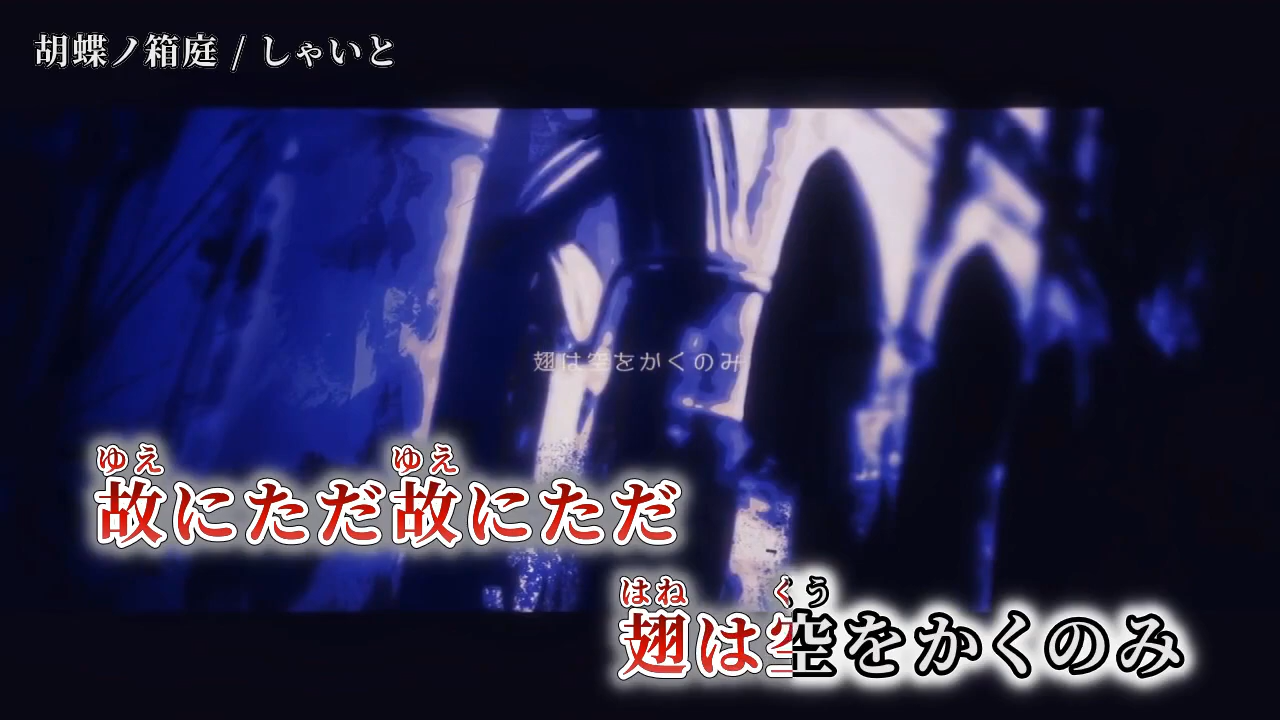 胡蝶ノ箱庭 / しゃいと
翅は空をかくのみ
ゆえ ゆえ
故にただ故にただ
はね くう
翅は空をかくのみ